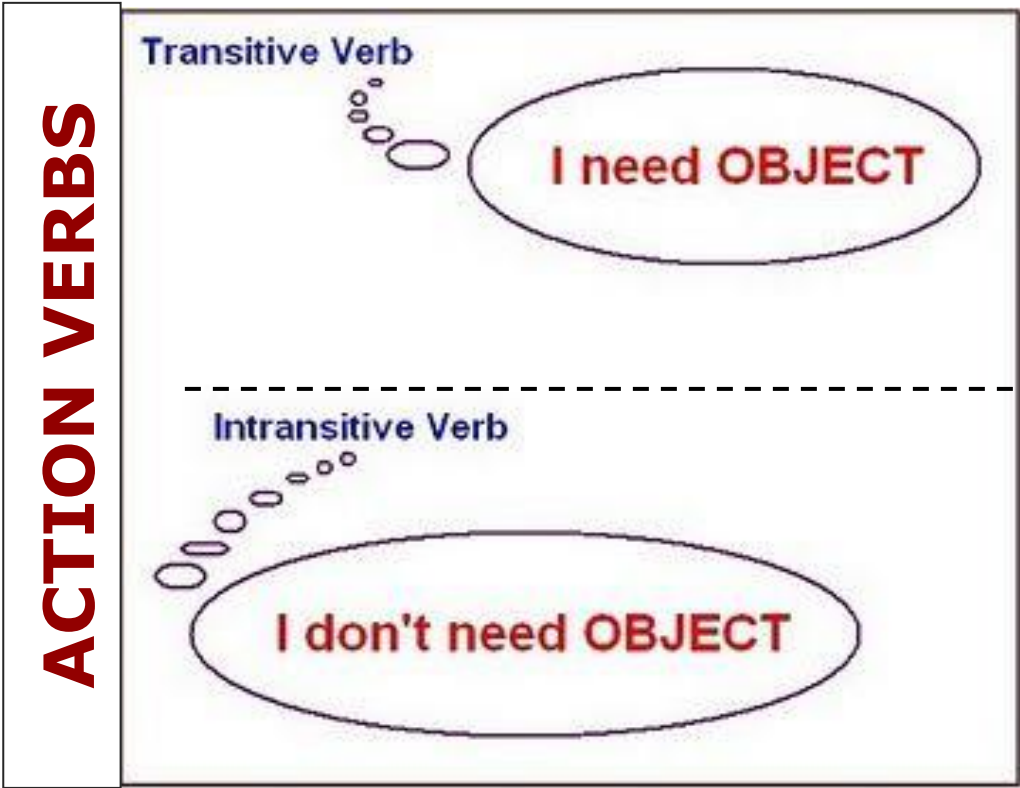 ACTION VERBS
Transitive Verb
I need OBJECT
Intransitive Verb
I don't need OBJECT